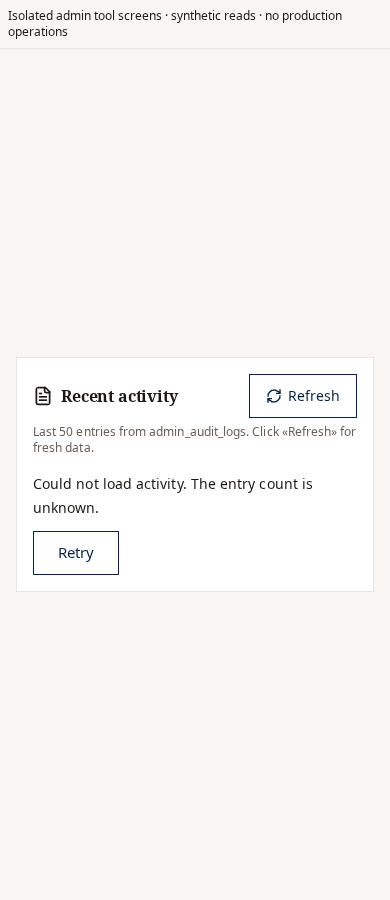 Isolated admin tool screens · synthetic reads · no production
operations
Recent activity
Refresh
Last 50 entries from admin_audit_logs. Click «Refresh» for
fresh data.
Could not load activity. The entry count is
unknown.
Retry